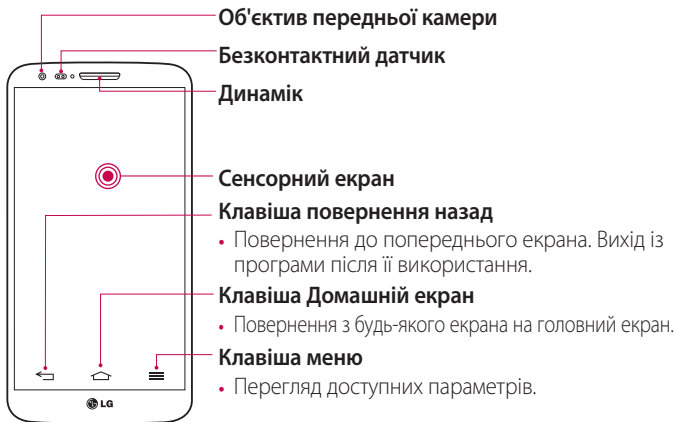 Об'єктив передньої камери
Безконтактний датчик
Динамік
Сенсорний екран
Клавіша повернення назад
• Повернення до попереднього екрана. Вихід із
програми після її використання.
Клавіша Домашній екран
• Повернення з будь-якого екрана на головний екран.
Клавіша меню
• Перегляд доступних параметрів.
LG